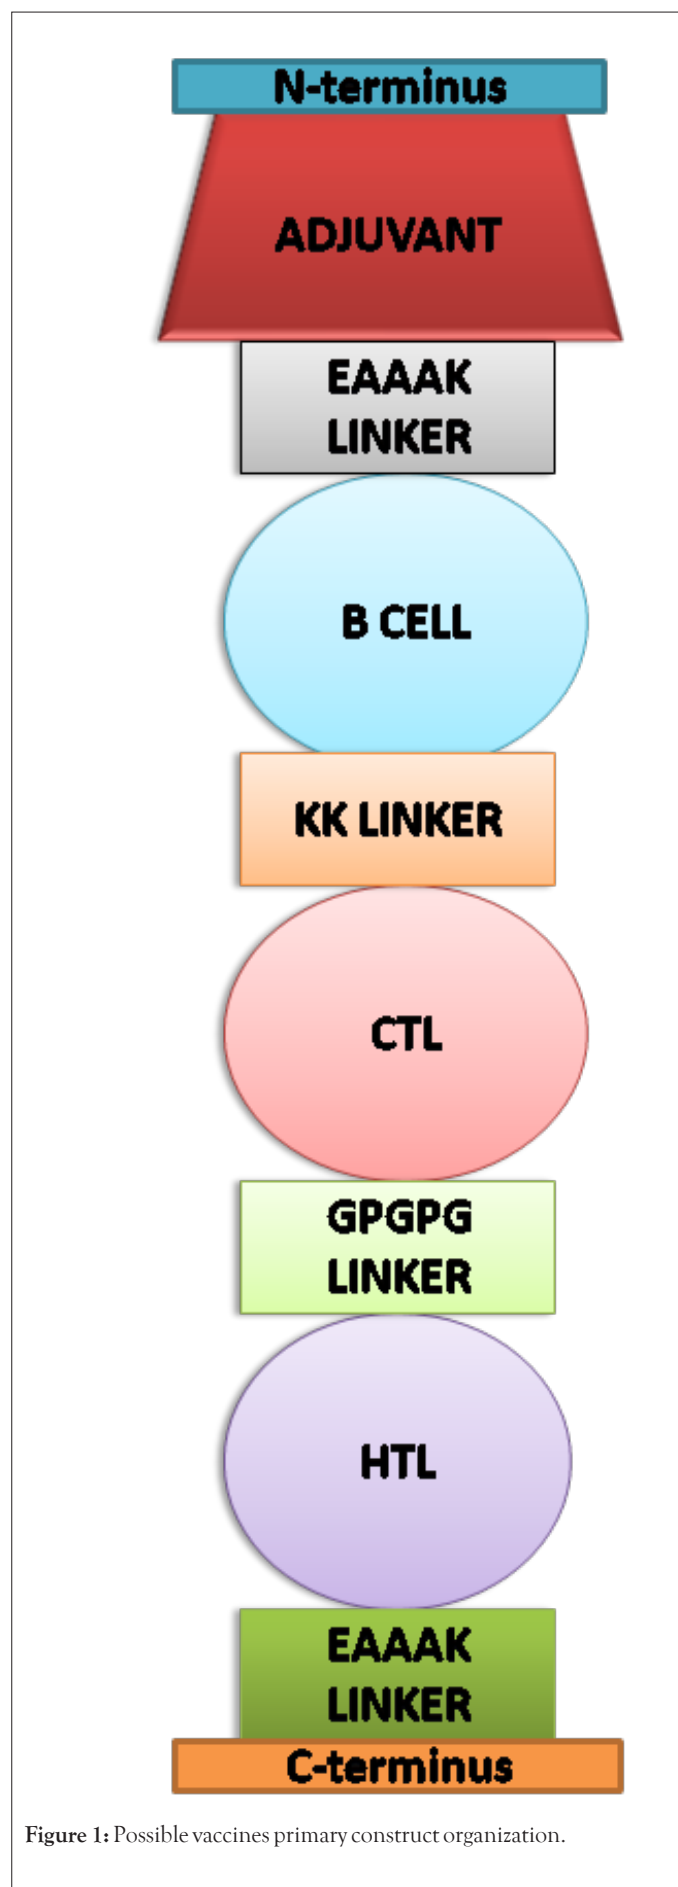 N-terminus
ADJUVANT
EAAAK
LINKER
B CELL
KK LINKER
CTL
GPGPG
LINKER
HTL
EAAAK
LINKER
C-terminus
Figure 1: Possible vaccines primary construct organization.